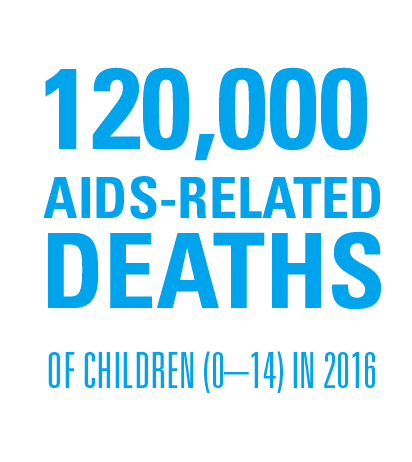 120,000
AIDS-RELATED
DEATHS
OF CHILDREN (0–14) IN 2016